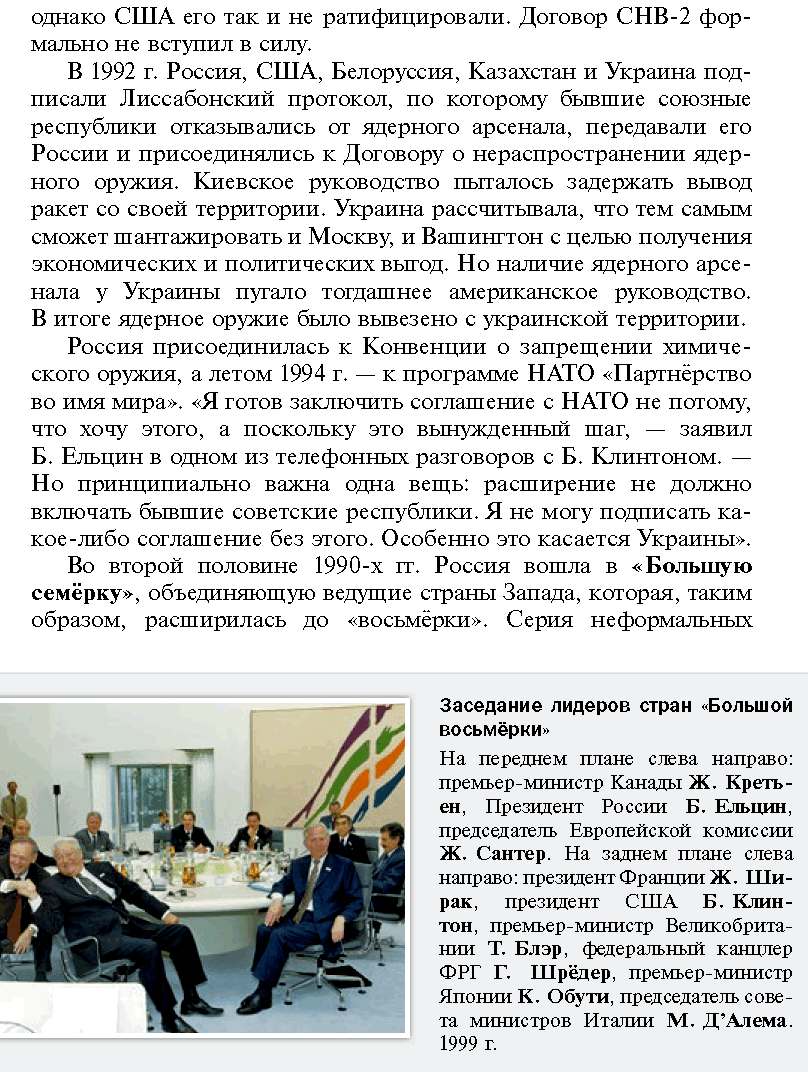 однако США его так и не ратифицировали. Договор СНВ-2 фор-
мально не вступил в силу.
В 1992 г. Россия, США, Белоруссия, Казахстан и Украина под-
писали Лиссабонский протокол, по которому бывшие союзные
республики отказывались от ядерного арсенала, передавали его
России и присоединялись к Договору о нераспространении ядер-
ного оружия. Киевское руководство пыталось задержать вывод
ракет со своей территории. Украина рассчитывала, что тем самым
сможет шантажировать и Москву, и Вашингтон с целью получения
экономических и политических выгод. Но наличие ядерного арсе-
нала у Украины пугало тогдашнее американское руководство.
В итоге ядерное оружие было вывезено с украинской территории.
Россия присоединилась к Конвенции о запрещении химиче-
ского оружия, а летом 1994 г. — к программе НАТО «Партнёрство
во имя мира». «Я готов заключить соглашение с НАТО не потому,
что хочу этого, а поскольку это вынужденный шаг, — заявил
Б. Ельцин в одном из телефонных разговоров с Б. Клинтоном. —
Но принципиально важна одна вещь: расширение не должно
включать бывшие советские республики. Я не могу подписать ка-
кое-либо соглашение без этого. Особенно это касается Украины».
Во второй половине 1990-х гг. Россия вошла в «Большую
семёрку», объединяющую ведущие страны Запада, которая, таким
образом, расширилась до «восьмёрки». Серия неформальных
Заседание лидеров стран «Большой
восьмёрки»
На переднем плане слева направо:
премьер-министр Канады Ж. Креть-
ен, Президент России Б. Ельцин,
председатель Европейской комиссии
Ж. Сантер. На заднем плане слева
направо: президент Франции Ж. Ши-
рак, президент США Б. Клин-
тон, премьер-министр Великобрита-
нии Т. Блэр, федеральный канцлер
ФРГ Г. Шрёдер, премьер-министр
Японии К. Обути, председатель сове-
та министров Италии М. Д’Алема.
1999 г.